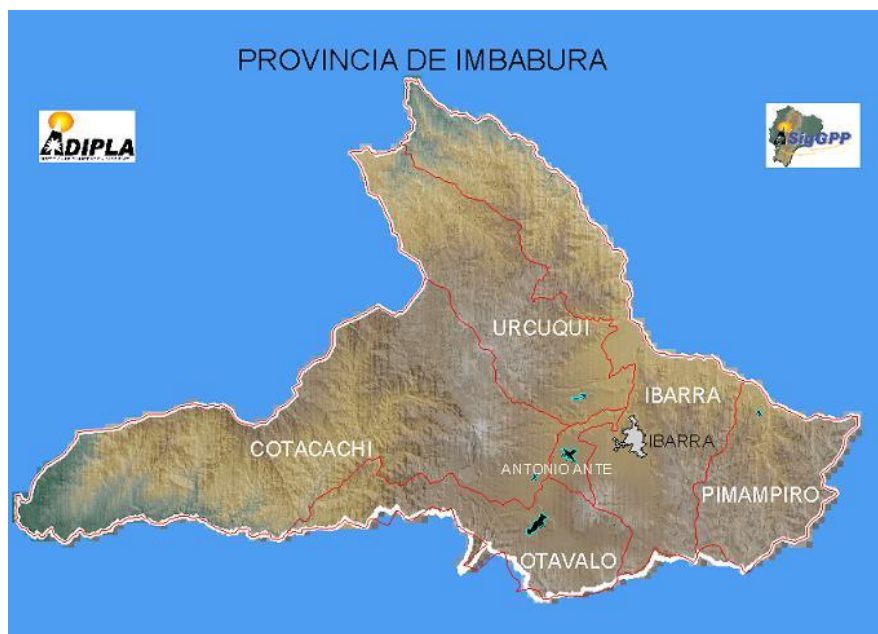 PROVINCIA DE IMBABURA
ADIPLA
SigGPP
URCUQUI
IBARRA
COTACACHI
IBARRA
ANTONIO ANTE
PIMAMPIRO
OTAVALO